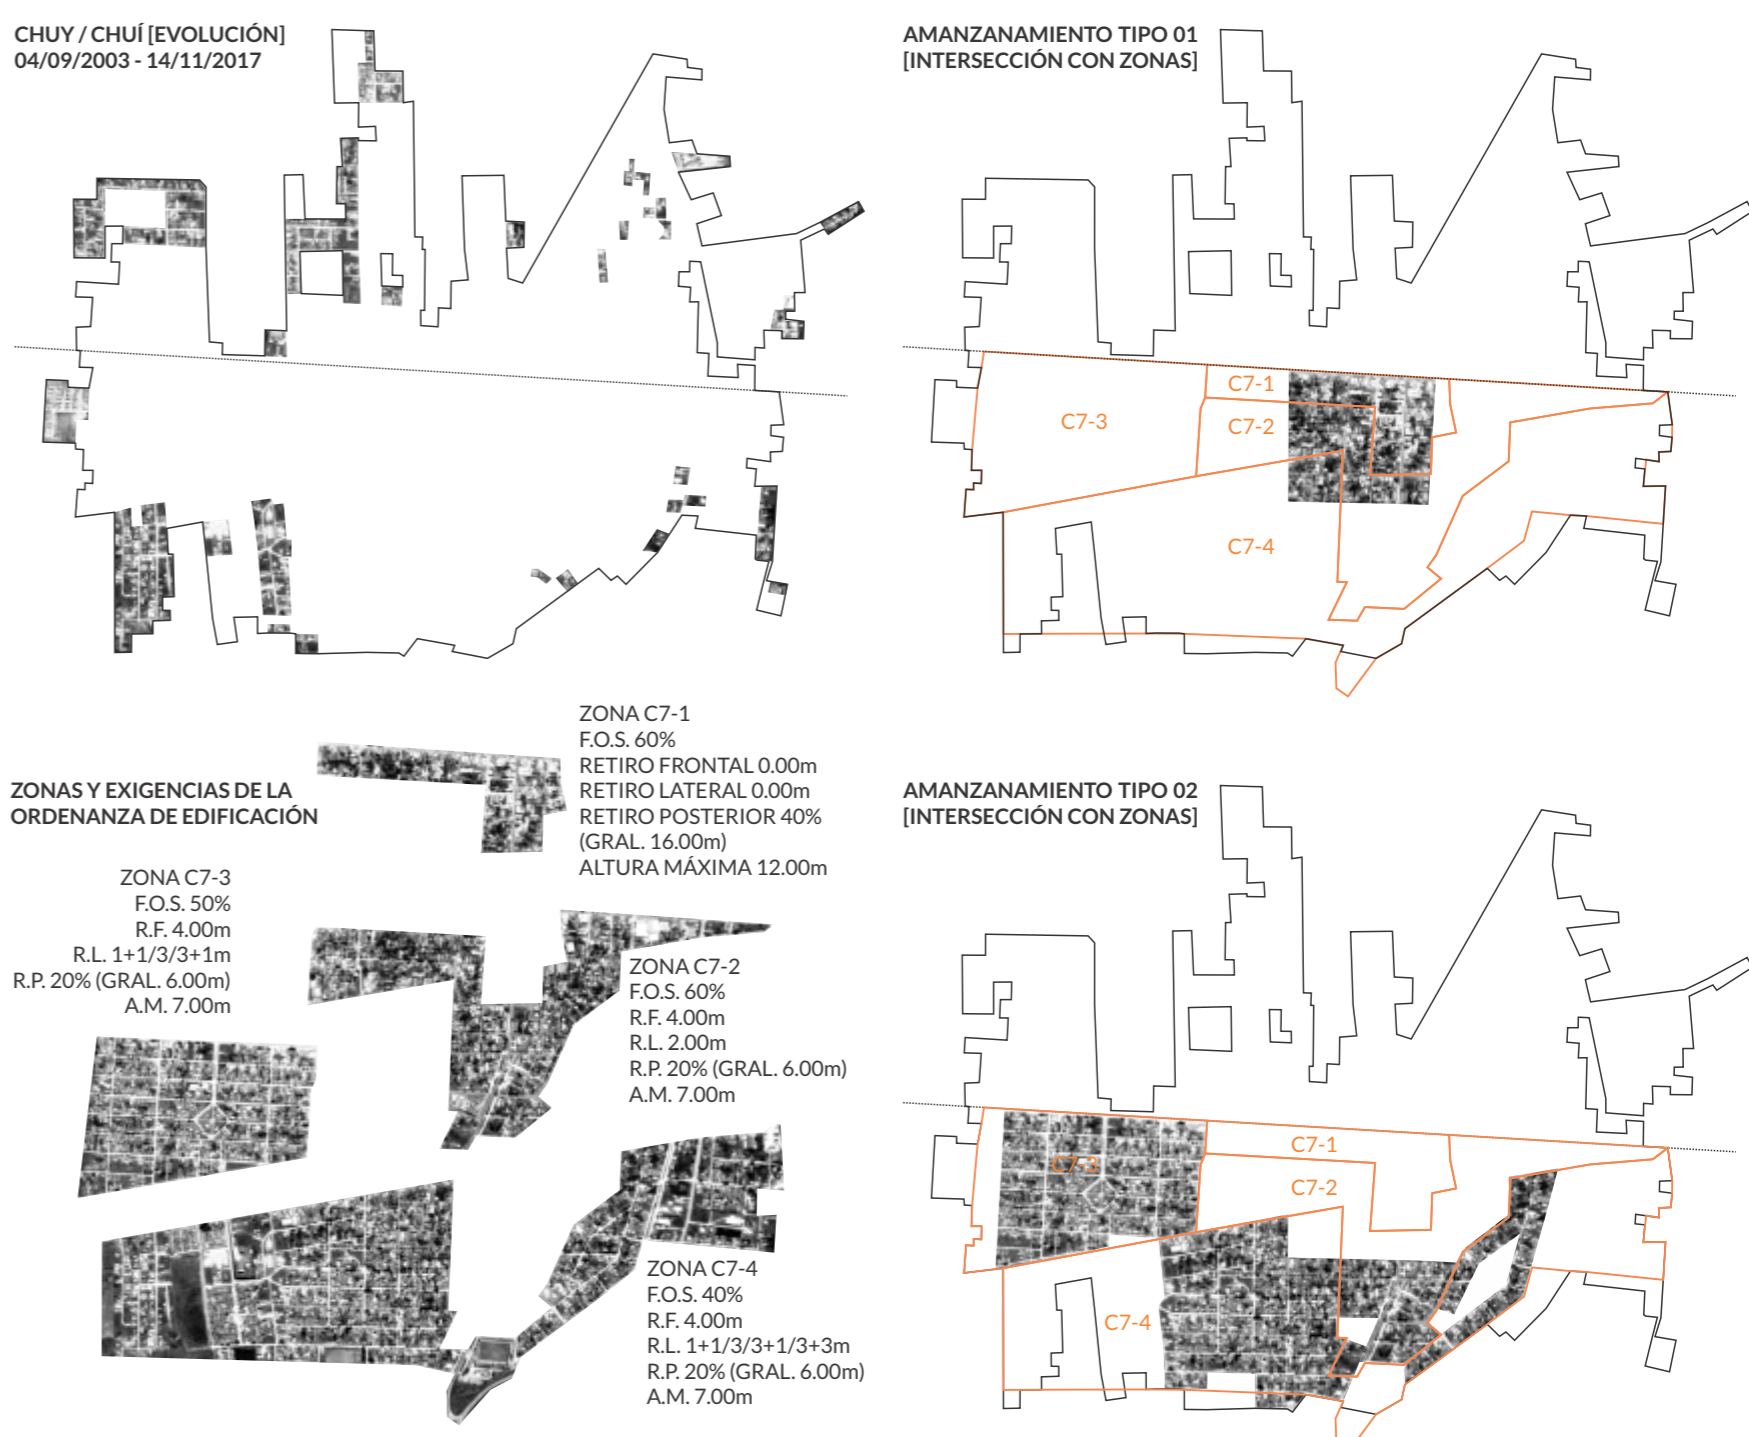 CHUY / CHUÍ [EVOLUCIÓN]
04/09/2003 - 14/11/2017
AMANZANAMIENTO TIPO 01
[INTERSECCIÓN CON ZONAS]
C7-1
C7-3
C7-2
C7-4
ZONAS Y EXIGENCIAS DE LA
ORDENANZA DE EDIFICACIÓN
ZONA C7-1
F.O.S. 60%
RETIRO FRONTAL 0.00m
RETIRO LATERAL 0.00m
RETIRO POSTERIOR 40%
(GRAL. 16.00m)
ALTURA MÁXIMA 12.00m
ZONA C7-3
F.O.S. 50%
R.F. 4.00m
R.L. 1+1/3/3+1m
R.P. 20% (GRAL. 6.00m)
A.M. 7.00m
ZONA C7-2
F.O.S. 60%
R.F. 4.00m
R.L. 2.00m
R.P. 20% (GRAL. 6.00m)
A.M. 7.00m
ZONA C7-4
F.O.S. 40%
R.F. 4.00m
R.L. 1+1/3/3+1/3+3m
R.P. 20% (GRAL. 6.00m)
A.M. 7.00m
AMANZANAMIENTO TIPO 02
[INTERSECCIÓN CON ZONAS]
C7-1
C7-3
C7-2
C7-4